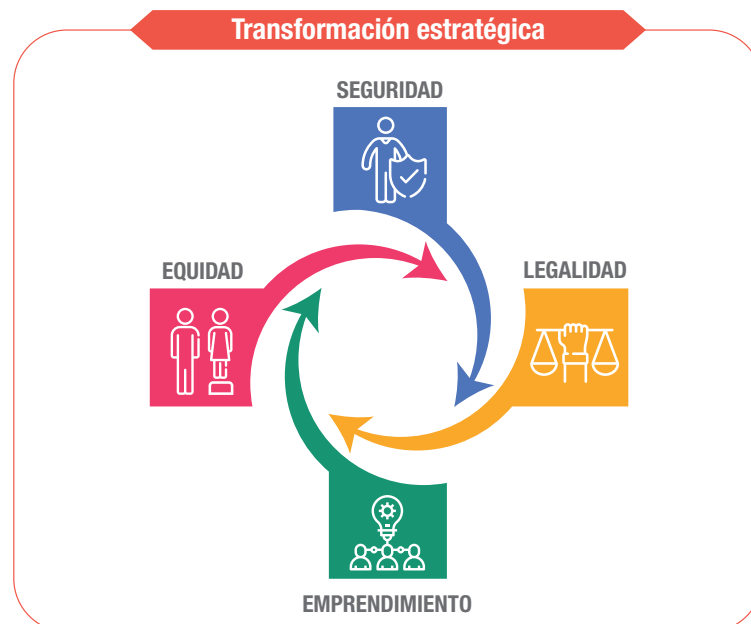 Transformación estratégica
SEGURIDAD
EQUIDAD
LEGALIDAD
EMPRENDIMIENTO